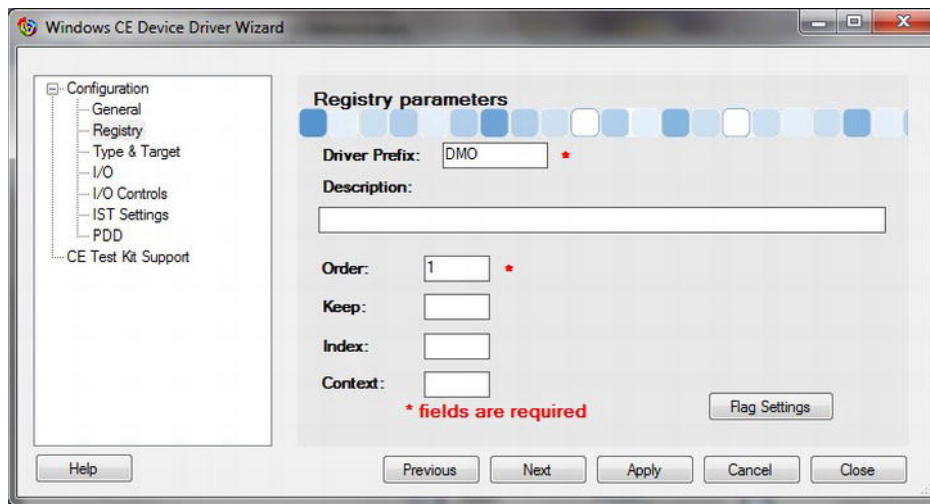 Windows CE Device Driver Wizard
Configuration
General
Registry
Type & Target
I/O
I/O Controls
IST Settings
PDD
CE Test Kit Support
Registry parameters
Driver Prefix: DMO *
Description:
Order: 1 *
Keep:
Index:
Context:
* fields are required
Flag Settings
Help Previous Next Apply Cancel Close